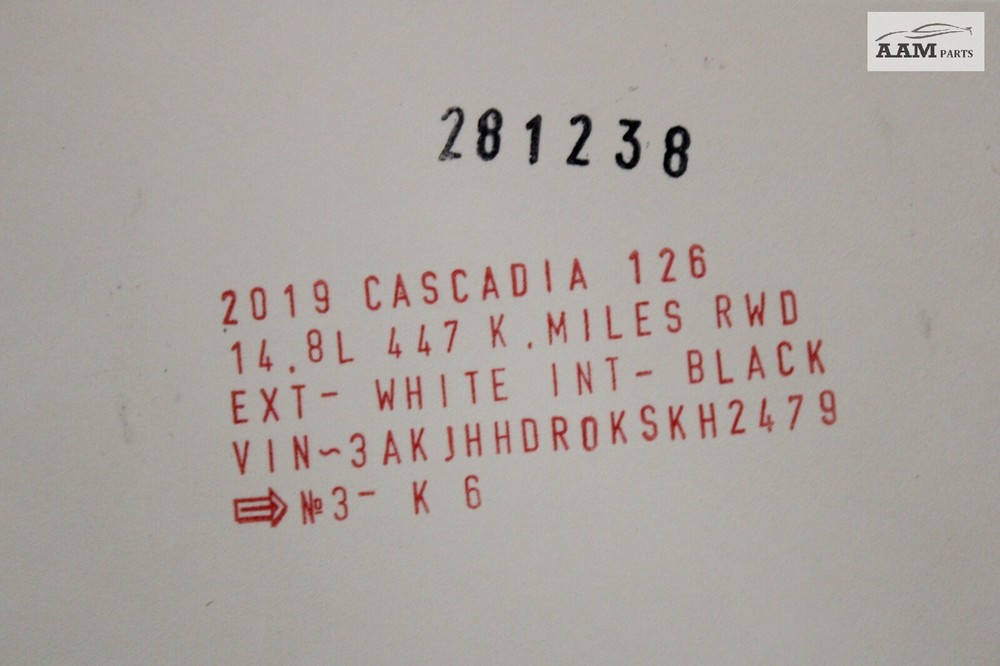 AAM PARTS
281238
2019 CASCADIA 126
14.8L 447 K.MILES RWD
EXT- WHITE INT- BLACK
VIN~3AKJHHDR0KSKH2479
⇒ №3- K 6